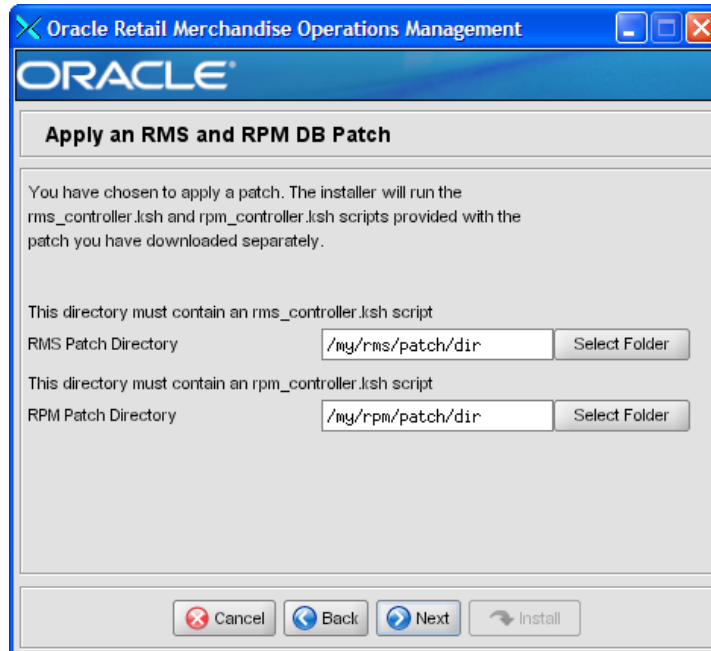 Oracle Retail Merchandise Operations Management
ORACLE®
Apply an RMS and RPM DB Patch
You have chosen to apply a patch. The installer will run the
rms_controller.ksh and rpm_controller.ksh scripts provided with the
patch you have downloaded separately.
This directory must contain an rms_controller.ksh script
RMS Patch Directory /my/rms/patch/dir Select Folder
This directory must contain an rpm_controller.ksh script
RPM Patch Directory /my/rpm/patch/dir Select Folder
Cancel Back Next Install